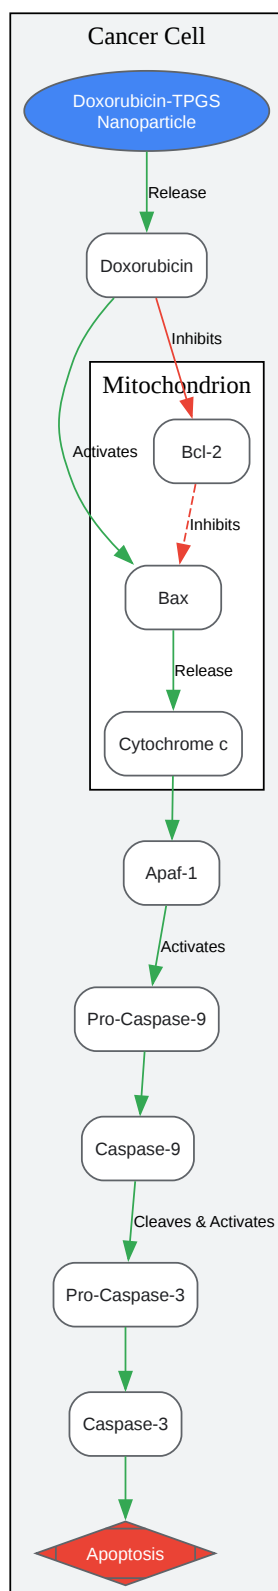 Cancer Cell
Doxorubicin-TPGS
Nanoparticle
Release
Doxorubicin
Inhibits
Mitochondrion
Activates
Bcl-2
Inhibits
Bax
Release
Cytochrome c
Apaf-1
Activates
Pro-Caspase-9
Caspase-9
Cleaves & Activates
Pro-Caspase-3
Caspase-3
Apoptosis